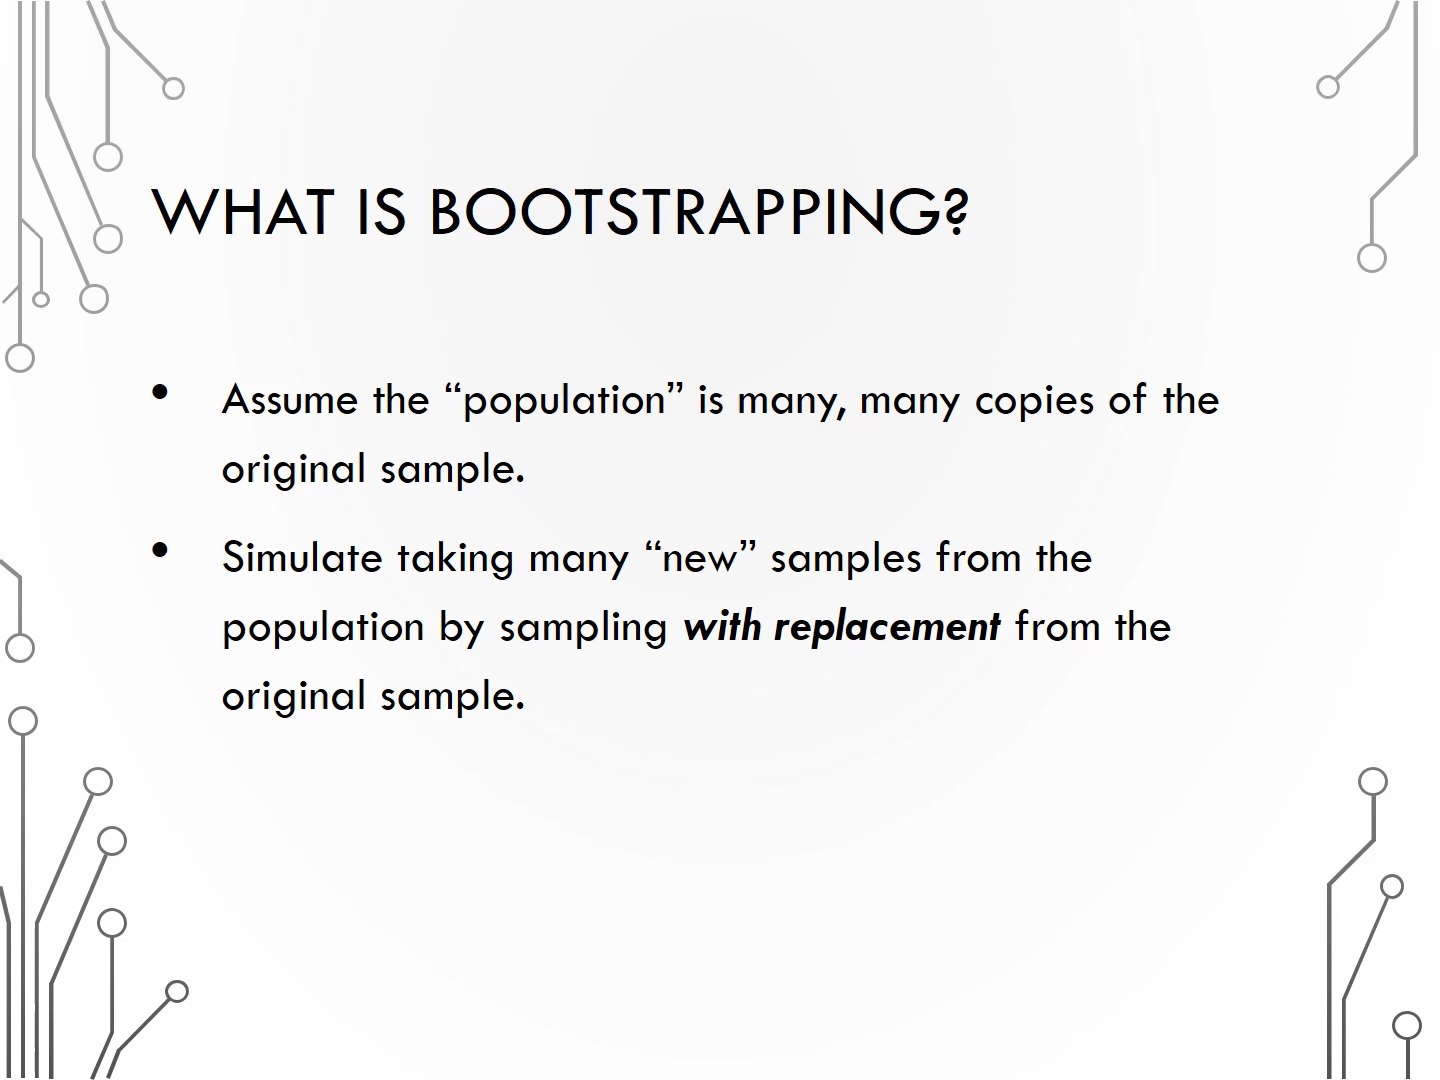 WHAT IS BOOTSTRAPPING?
• Assume the “population” is many, many copies of the
original sample.
• Simulate taking many “new” samples from the
population by sampling with replacement from the
original sample.